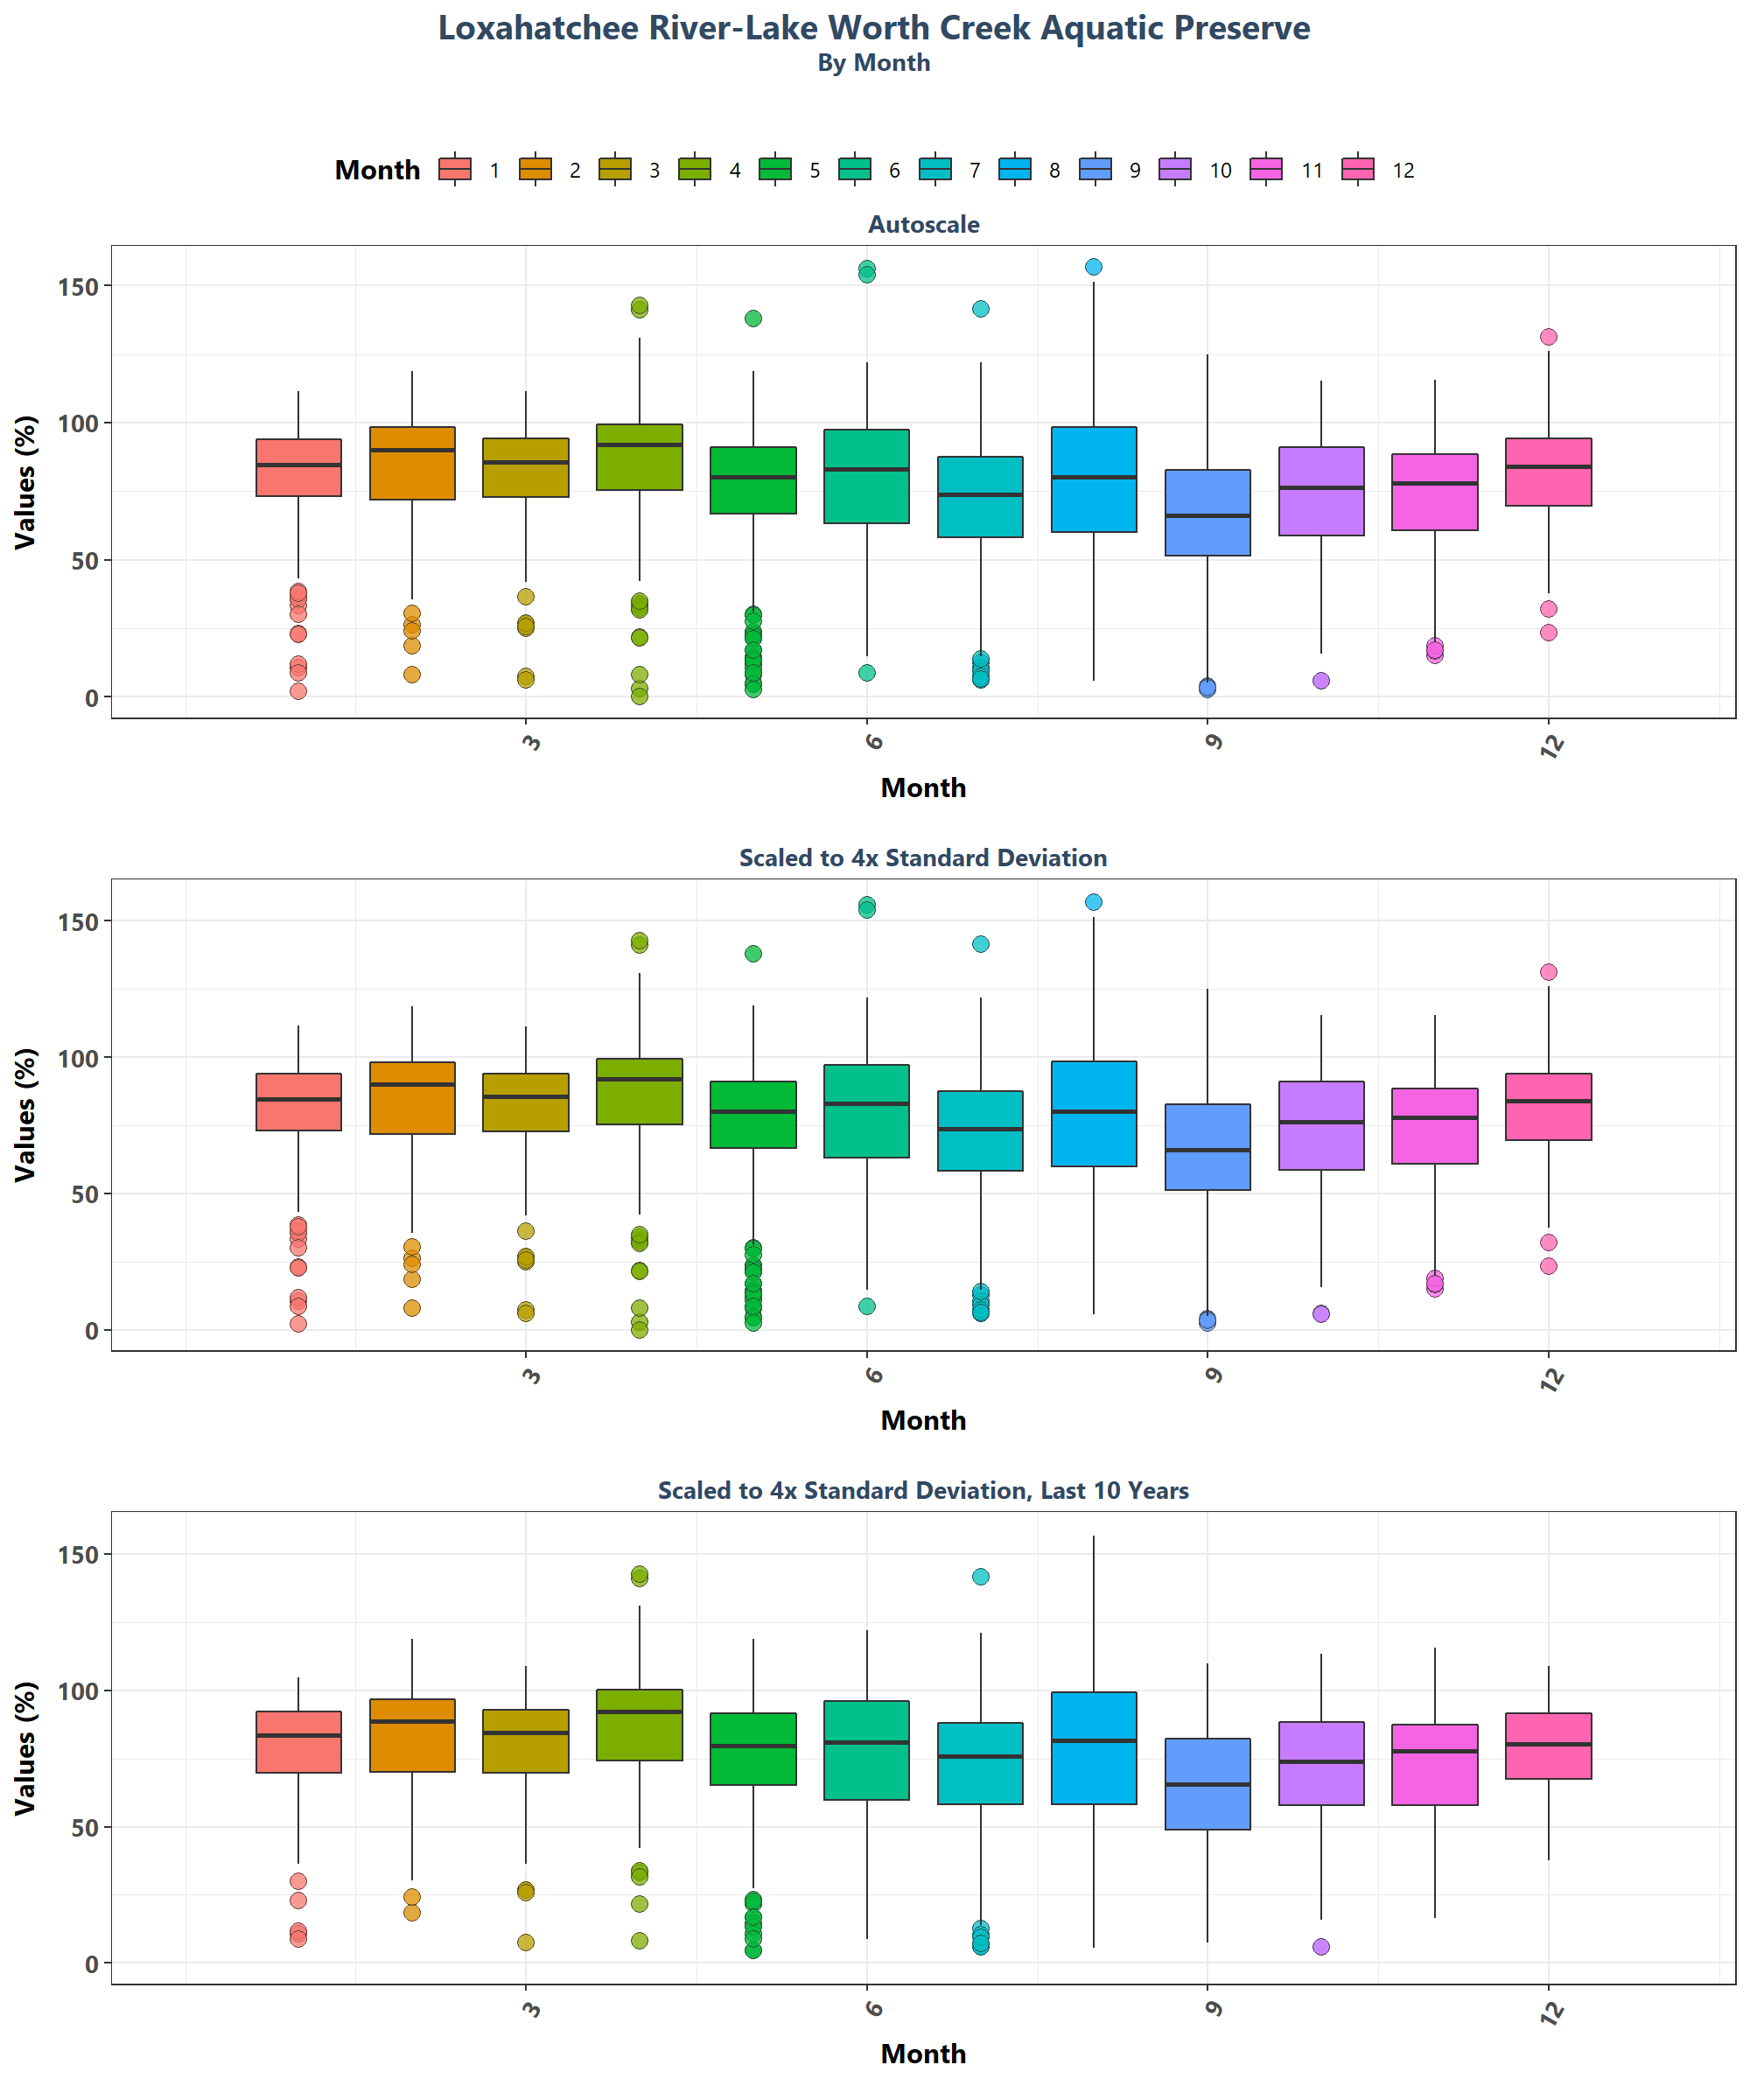 Loxahatchee River-Lake Worth Creek Aquatic Preserve
By Month
Month 1 2 3 4 5 6 7 8 9 10 11 12
Autoscale
Values (%)
150
100
50
0
3 6 9 12
Month
Scaled to 4x Standard Deviation
Values (%)
150
100
50
0
3 6 9 12
Month
Scaled to 4x Standard Deviation, Last 10 Years
Values (%)
150
100
50
0
3 6 9 12
Month